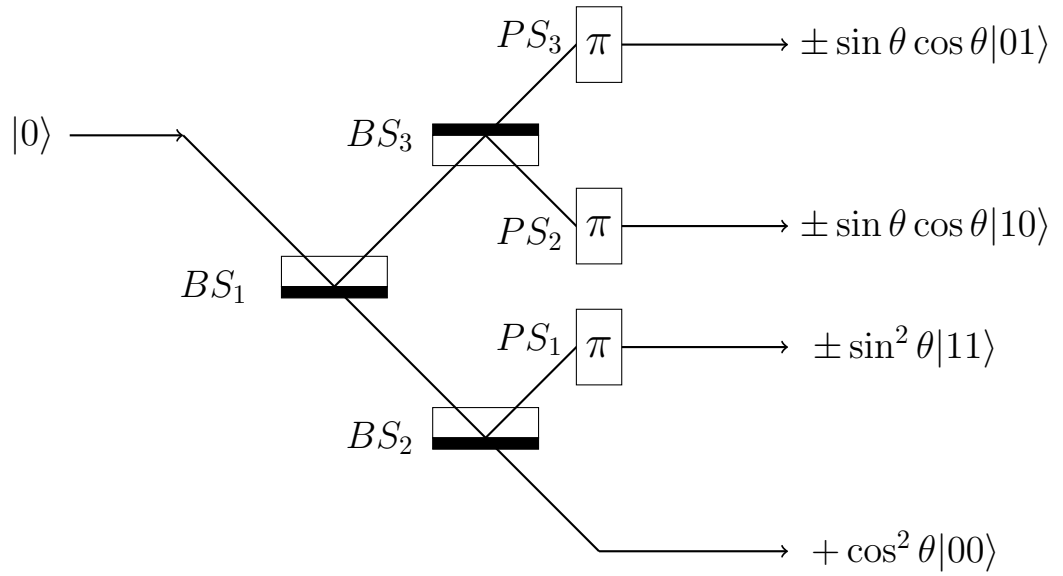 PS₃ π ± sin θ cos θ|01⟩
|0⟩
BS₃
PS₂ π ± sin θ cos θ|10⟩
BS₁
PS₁ π ± sin² θ|11⟩
BS₂
+ cos² θ|00⟩